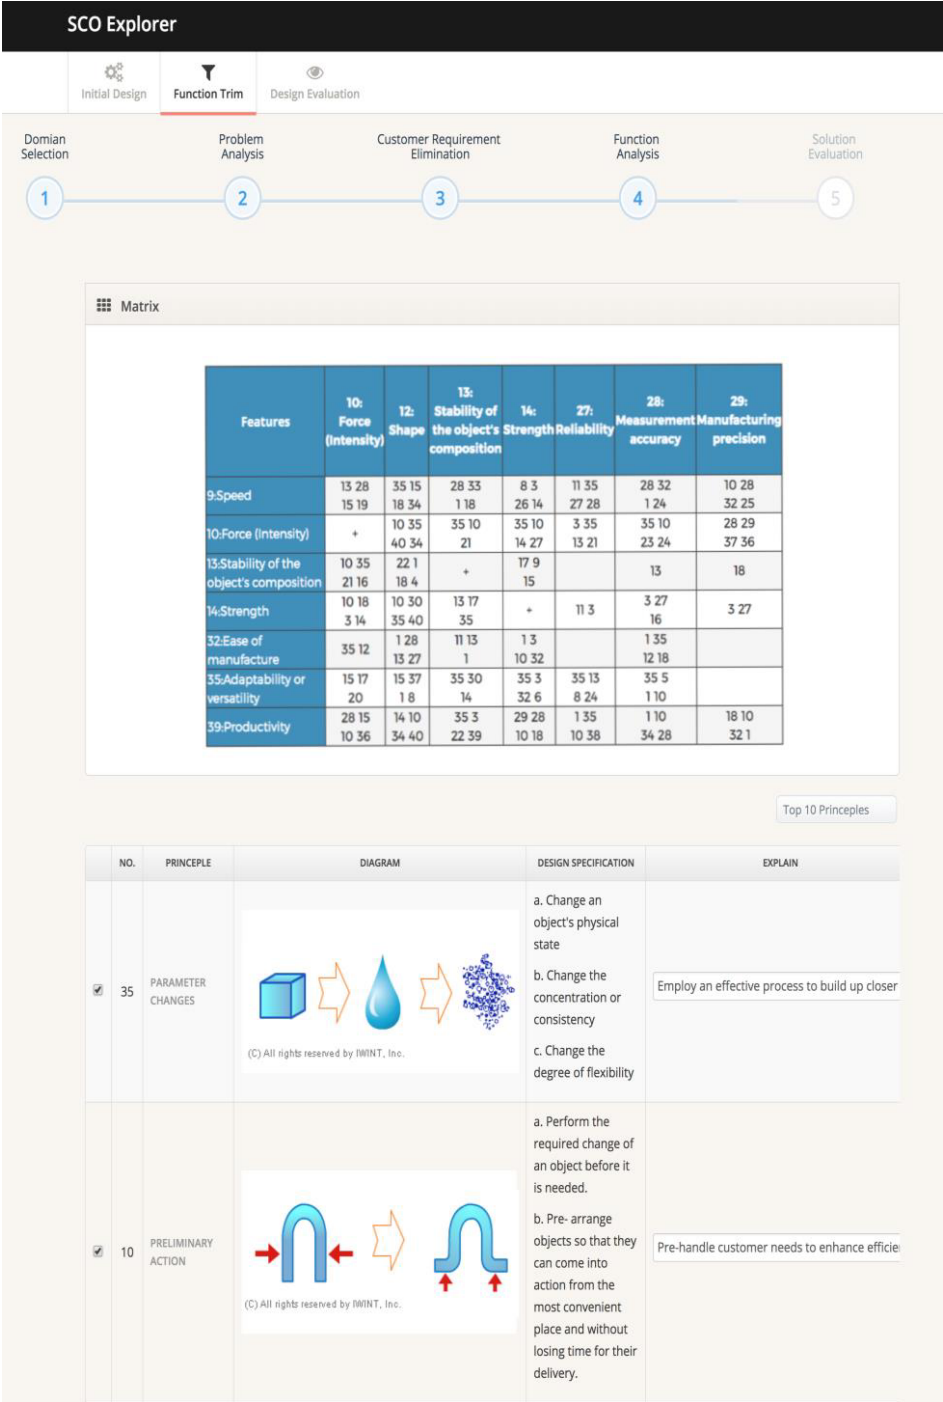 SCO Explorer
Initial Design
Function Trim
Design Evaluation
Domian
Selection
Problem
Analysis
Customer Requirement
Elimination
Function
Analysis
Solution
Evaluation
1
2
3
4
5
Matrix
Features
10:
Force
(Intensity)
12:
Shape
13:
Stability of
the object's
composition
14:
Strength
27:
Reliability
28:
Measurement
accuracy
29:
Manufacturing
precision
9:Speed
13 28
15 19
35 15
18 34
28 33
1 18
8 3
26 14
11 35
27 28
28 32
1 24
10 28
32 25
10:Force (Intensity)
+
10 35
40 34
35 10
21
35 10
14 27
3 35
13 21
35 10
23 24
28 29
37 36
13:Stability of the
object's composition
10 35
21 16
22 1
18 4
+
17 9
15
13
18
14:Strength
10 18
3 14
10 30
35 40
13 17
35
+
11 3
3 27
16
3 27
32:Ease of
manufacture
35 12
1 28
13 27
11 13
1
1 3
10 32
1 35
12 18
35:Adaptability or
versatility
15 17
20
15 37
1 8
35 30
14
35 3
32 6
35 13
8 24
35 5
1 10
39:Productivity
28 15
10 36
14 10
34 40
35 3
22 39
29 28
10 18
1 35
10 38
1 10
34 28
18 10
32 1
Top 10 Princeples
NO.
PRINCEPLE
DIAGRAM
DESIGN SPECIFICATION
EXPLAIN
35
PARAMETER
CHANGES
(C) All rights reserved by IWINT, Inc.
a. Change an
object's physical
state
b. Change the
concentration or
consistency
c. Change the
degree of flexibility
Employ an effective process to build up closer
10
PRELIMINARY
ACTION
(C) All rights reserved by IWINT, Inc.
a. Perform the
required change of
an object before it
is needed.
b. Pre- arrange
objects so that they
can come into
action from the
most convenient
place and without
losing time for their
delivery.
Pre-handle customer needs to enhance efficie